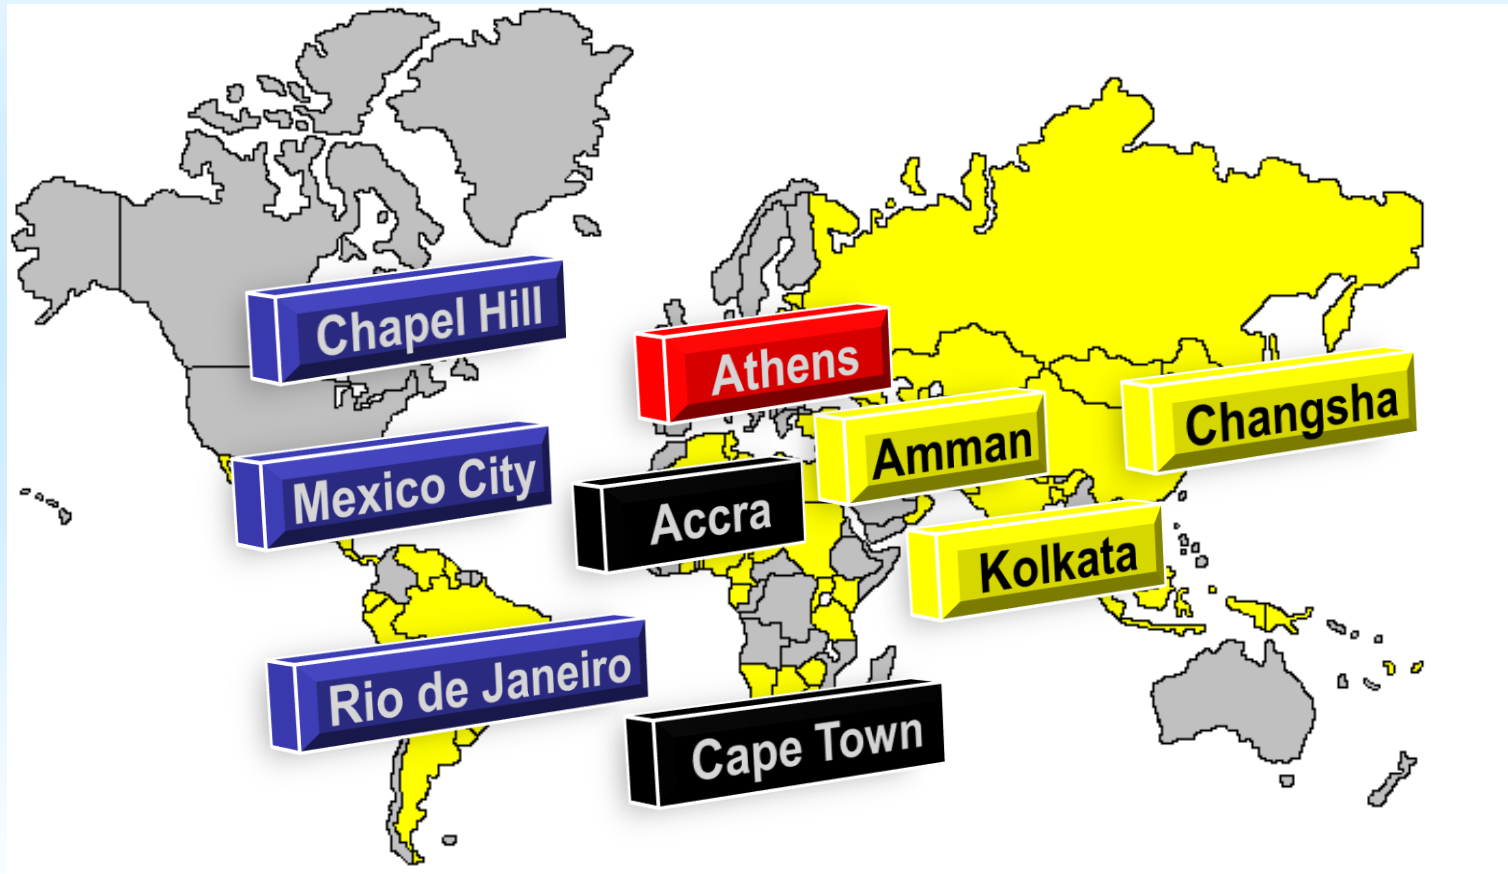 Chapel Hill
Athens
Changsha
Amman
Mexico City
Accra
Kolkata
Rio de Janeiro
Cape Town